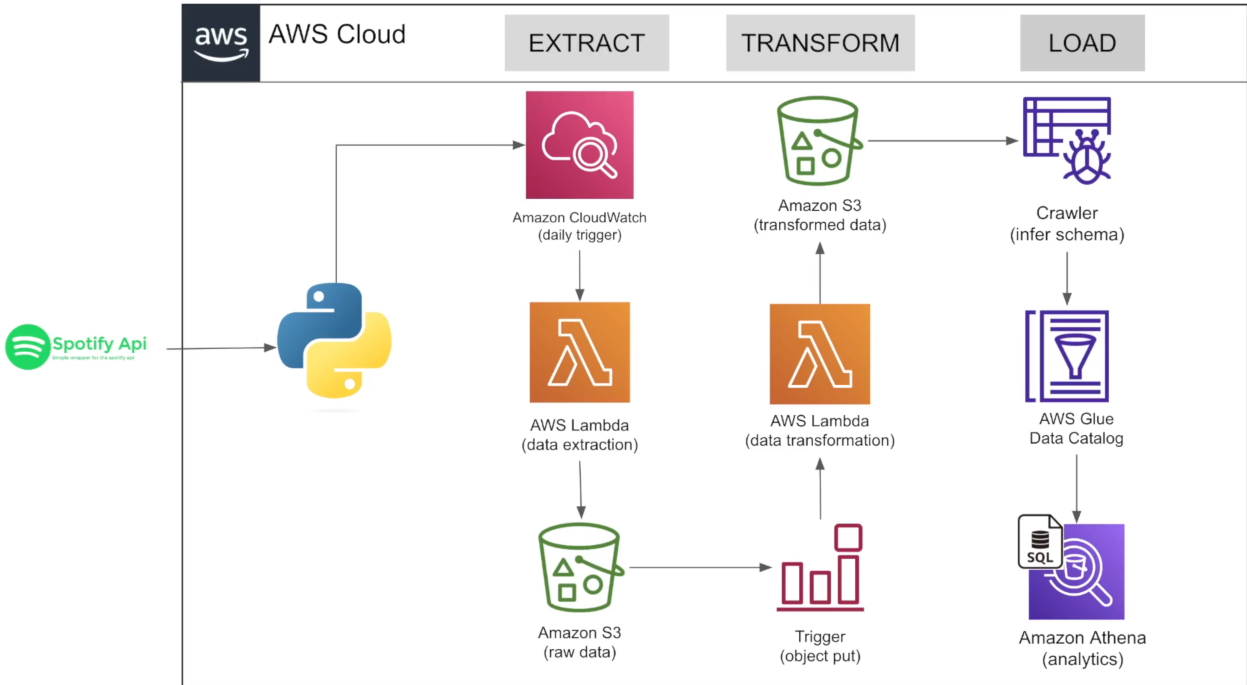 aws
AWS Cloud
EXTRACT
TRANSFORM
LOAD
Amazon CloudWatch
(daily trigger)
Amazon S3
(transformed data)
Crawler
(infer schema)
Spotify Api
simple wrapper for the spotify api
AWS Lambda
(data extraction)
AWS Lambda
(data transformation)
AWS Glue
Data Catalog
SQL
Amazon S3
(raw data)
Trigger
(object put)
Amazon Athena
(analytics)